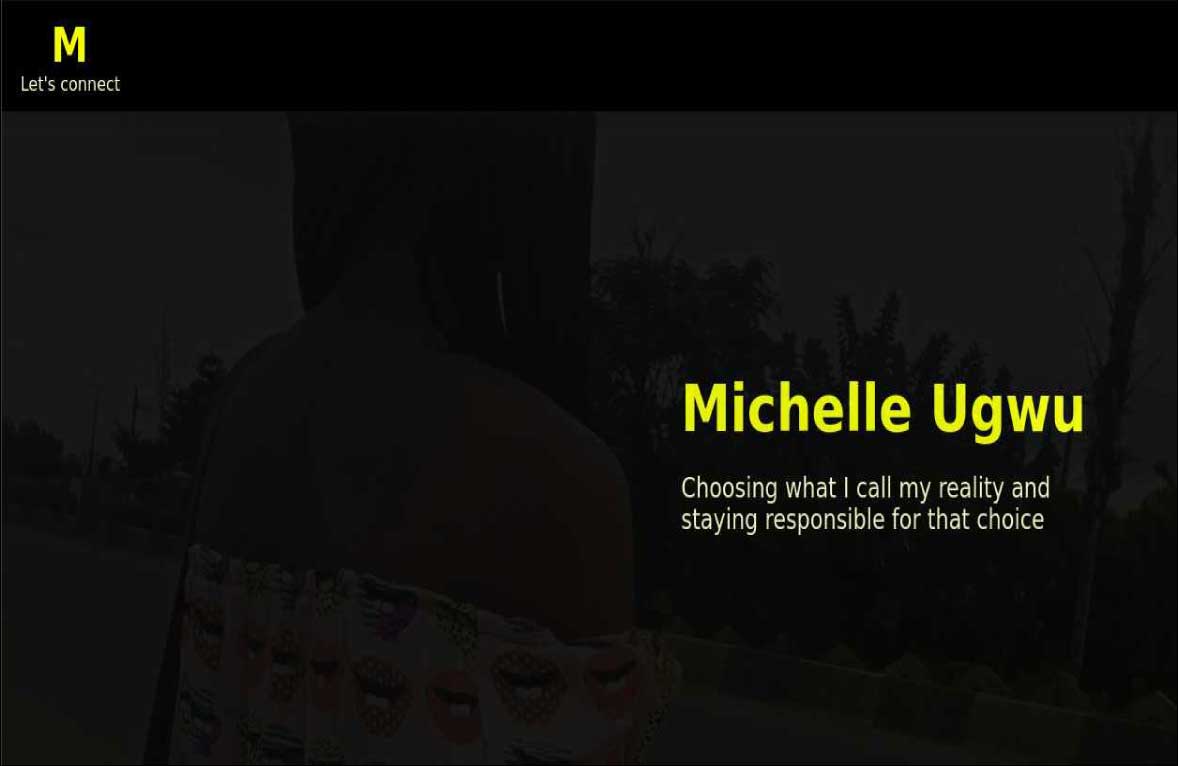 M
Let's connect
Michelle Ugwu
Choosing what I call my reality and
staying responsible for that choice